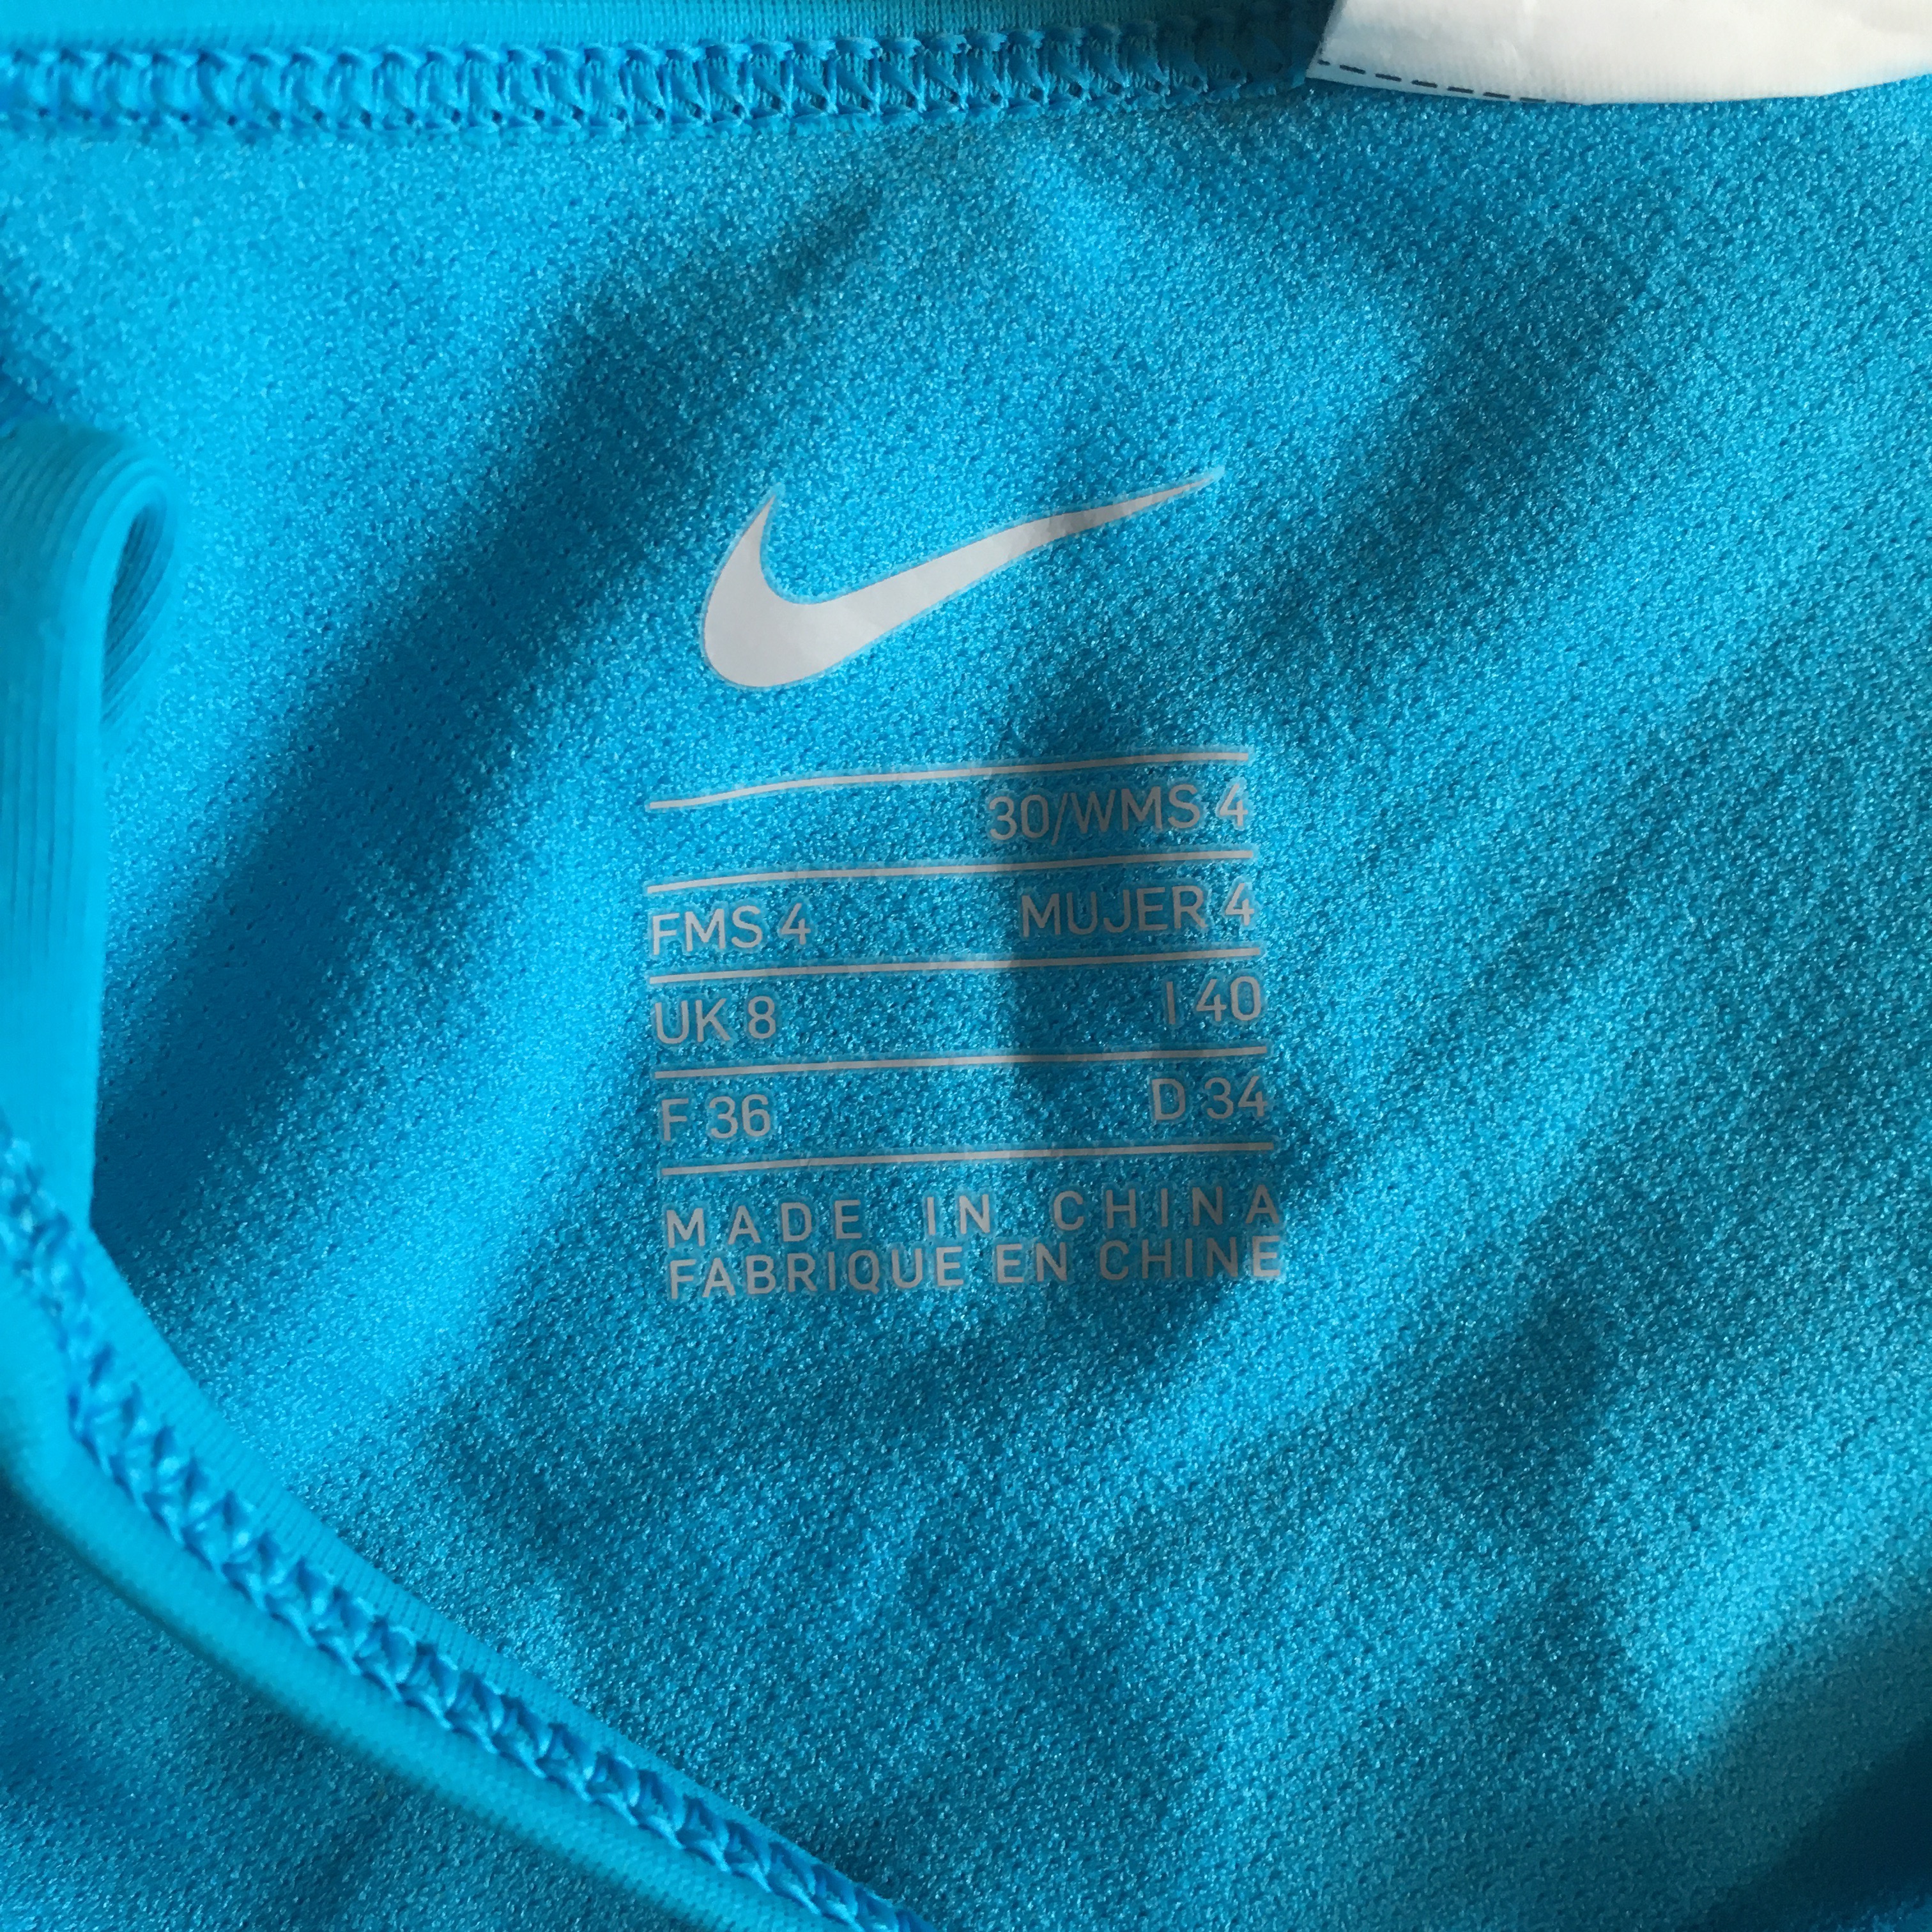 30/WMS 4
FMS 4 MUJER 4
UK 8 I 40
F 36 D 34
MADE IN CHINA
FABRIQUE EN CHINE